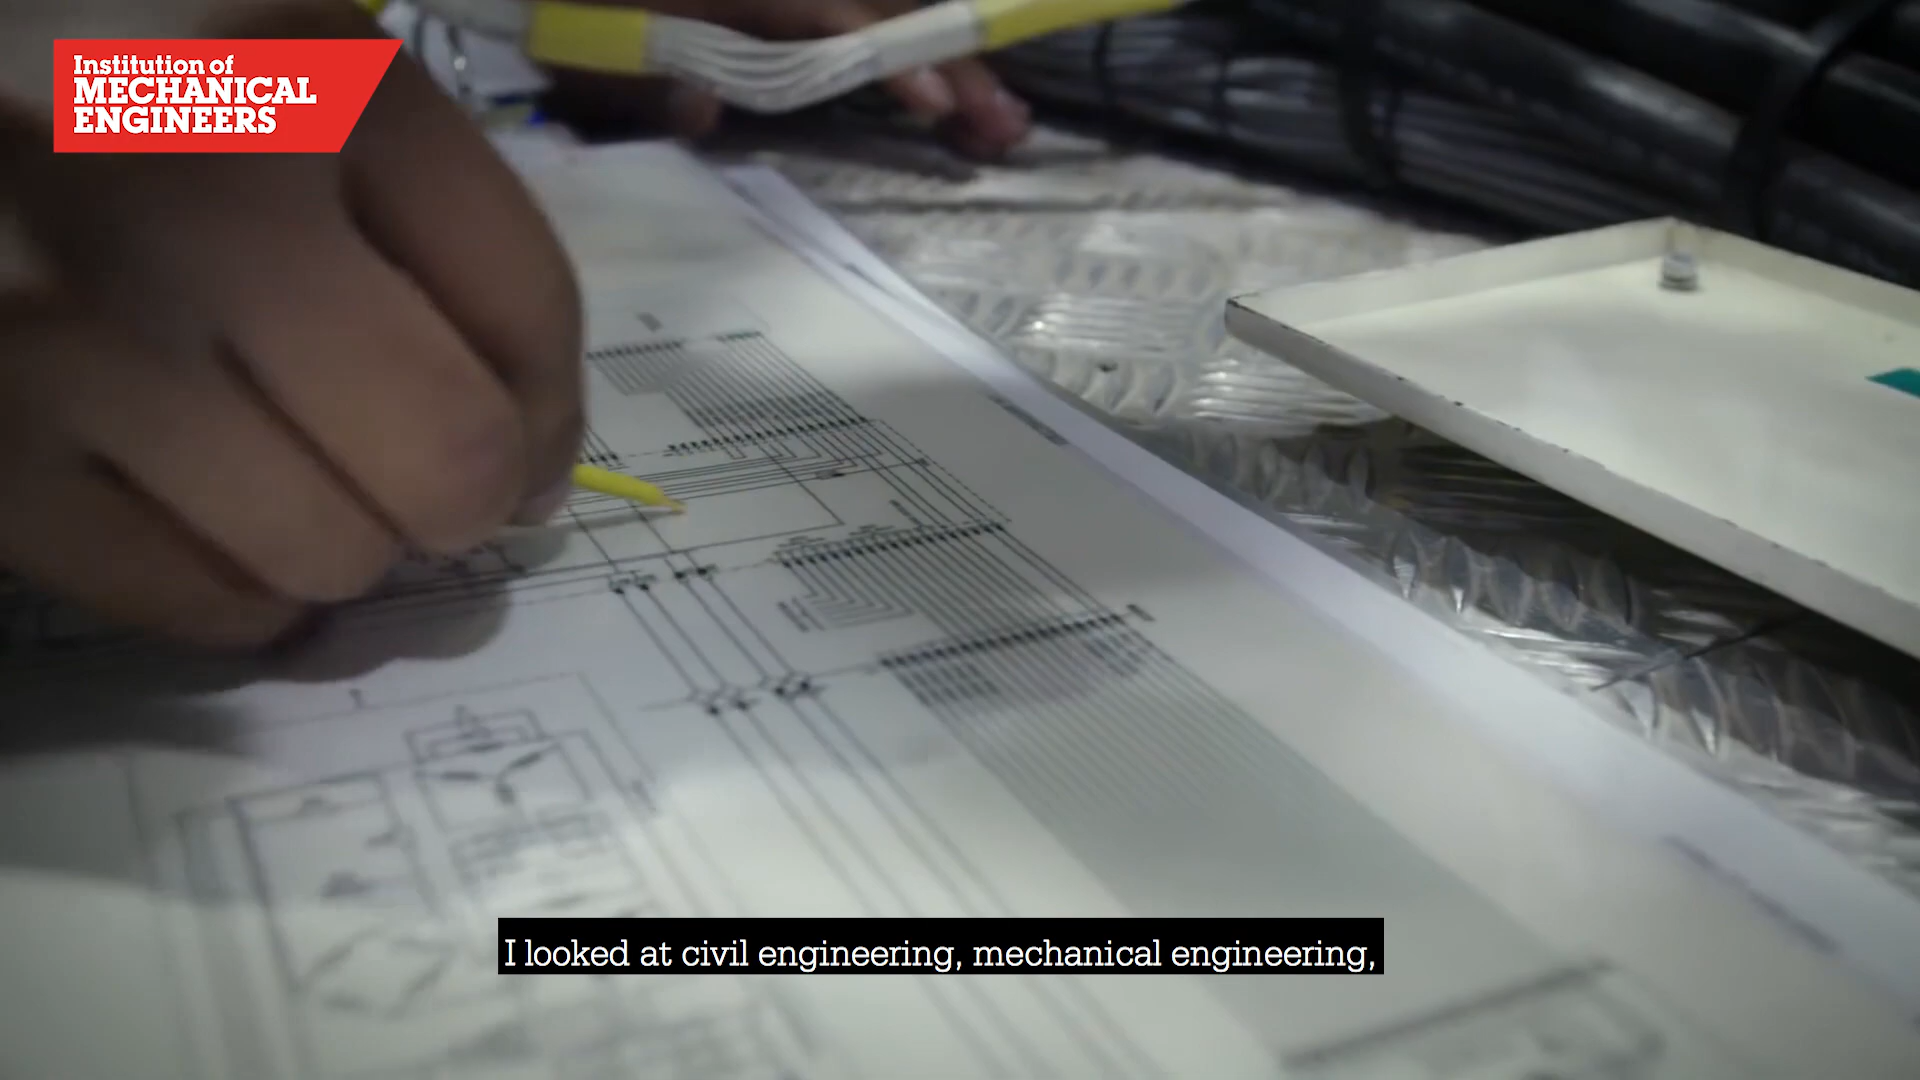 Institution of
MECHANICAL
ENGINEERS
I looked at civil engineering, mechanical engineering,